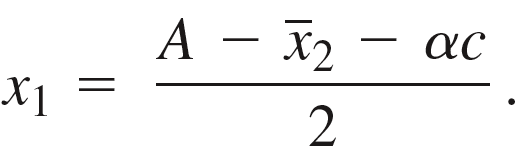 x₁ = (A − x̄₂ − αc) / 2 .